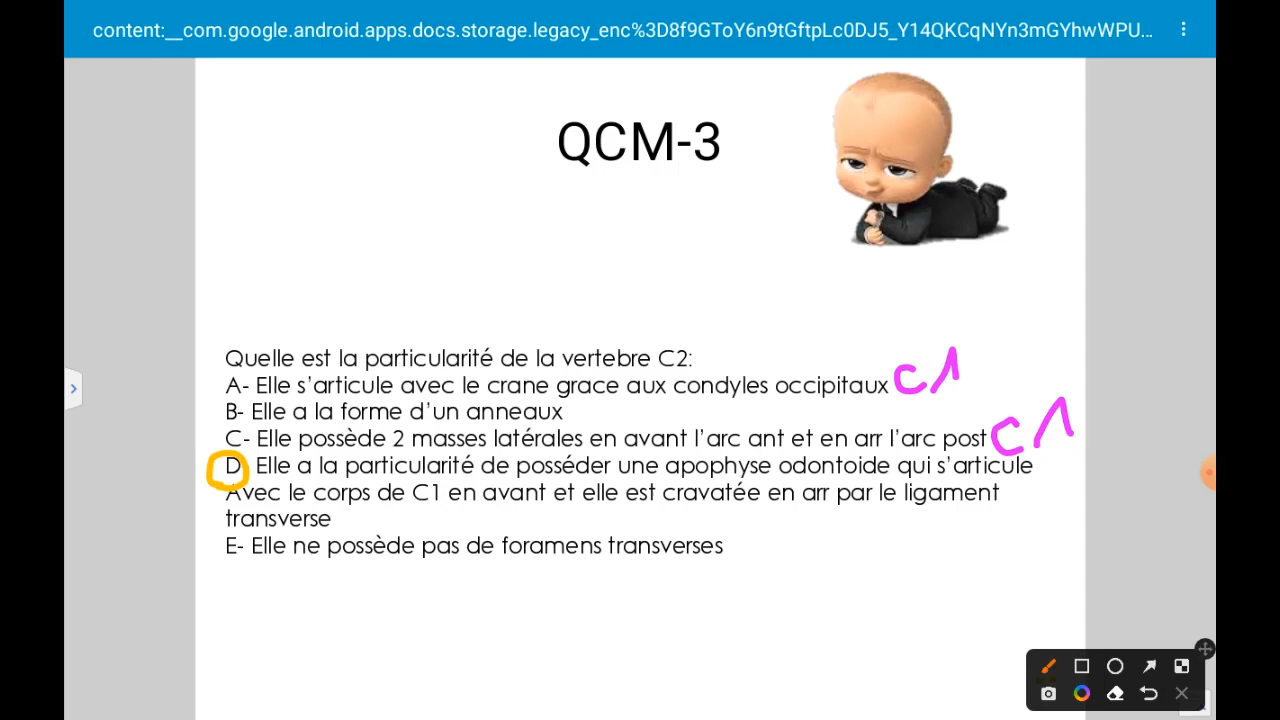 content:__com.google.android.apps.docs.storage.legacy_enc%3D8f9GToY6n9tGftpLc0DJ5_Y14QKCqNYn3mGYhwWPU...
QCM-3
Quelle est la particularité de la vertebre C2:
A- Elle s'articule avec le crane grace aux condyles occipitaux C1
B- Elle a la forme d'un anneaux
C- Elle possède 2 masses latérales en avant l'arc ant et en arr l'arc post C1
D- Elle a la particularité de posséder une apophyse odontoide qui s'articule
Avec le corps de C1 en avant et elle est cravatée en arr par le ligament
transverse
E- Elle ne possède pas de foramens transverses